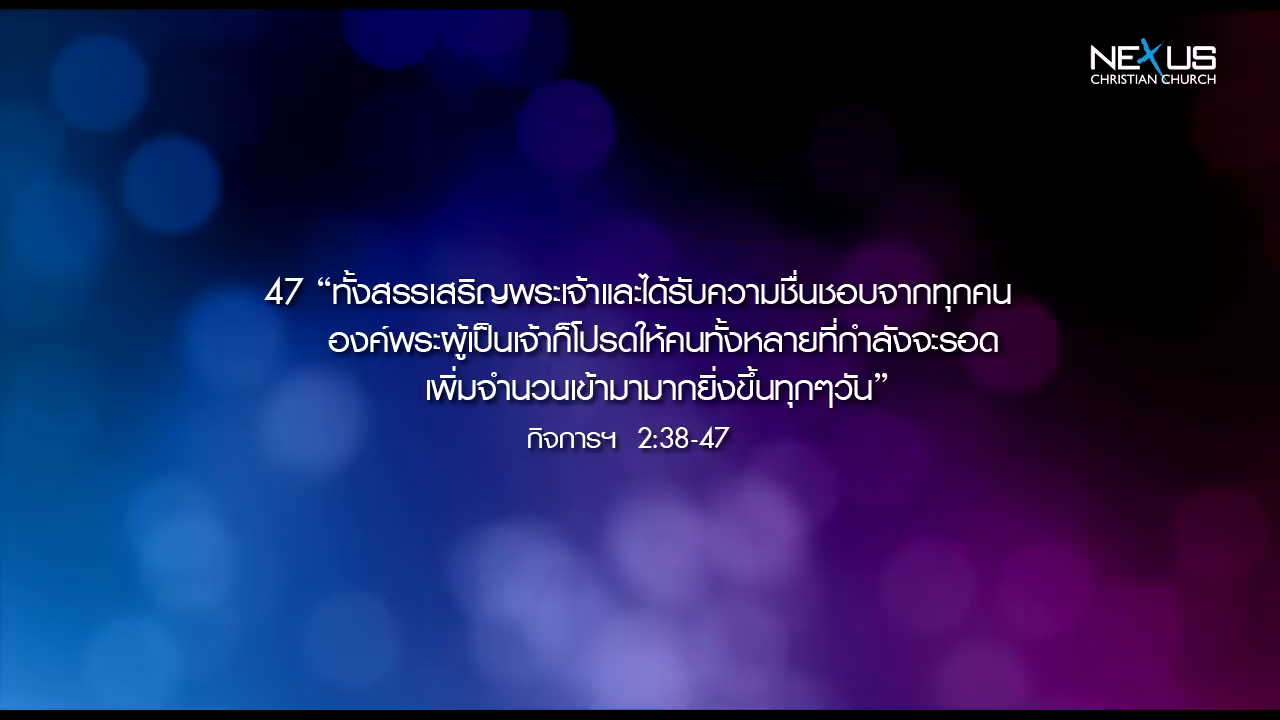 NEXUS
CHRISTIAN CHURCH
47 “ทั้งสรรเสริญพระเจ้าและได้รับความชื่นชอบจากทุกคน
องค์พระผู้เป็นเจ้าก็โปรดให้คนทั้งหลายที่กำลังจะรอด
เพิ่มจำนวนเข้ามามากยิ่งขึ้นทุกๆวัน”
กิจการฯ 2:38-47